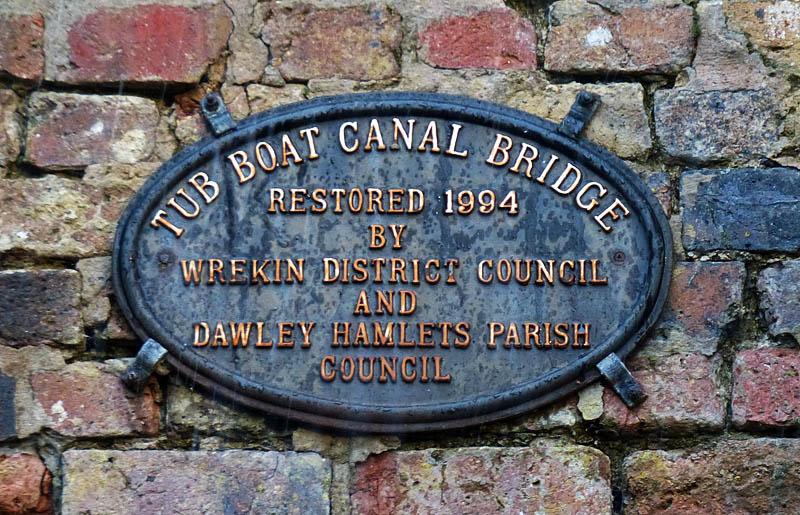 TUB BOAT CANAL BRIDGE
RESTORED 1994
BY
WREKIN DISTRICT COUNCIL
AND
DAWLEY HAMLETS PARISH
COUNCIL